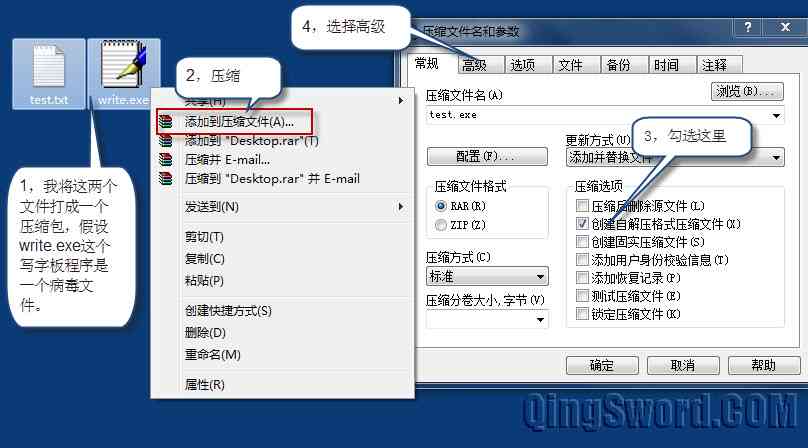 test.txt
write.exe
1，我将这两个
文件打成一个
压缩包，假设
write.exe这个
写字板程序是
一个病毒文
件。
2，压缩
共享(H)
添加到压缩文件(A)...
添加到 "Desktop.rar"(T)
压缩并 E-mail...
压缩到 "Desktop.rar" 并 E-mail
发送到(N)
剪切(T)
复制(C)
粘贴(P)
创建快捷方式(S)
删除(D)
重命名(M)
属性(R)
4，选择高级
压缩文件名和参数
常规
高级
选项
文件
备份
时间
注释
压缩文件名(A)
浏览(B)...
test.exe
配置(F)...
更新方式(U)
添加并替换文件
3，勾选这里
压缩文件格式
RAR(R)
ZIP(Z)
压缩方式(C)
标准
压缩分卷大小,字节(V)
压缩选项
压缩后删除源文件(L)
创建自解压格式压缩文件(X)
创建固实压缩文件(S)
添加用户身份校验信息(T)
添加恢复记录(P)
测试压缩文件(E)
锁定压缩文件(K)
确定
取消
帮助
QingSword.COM